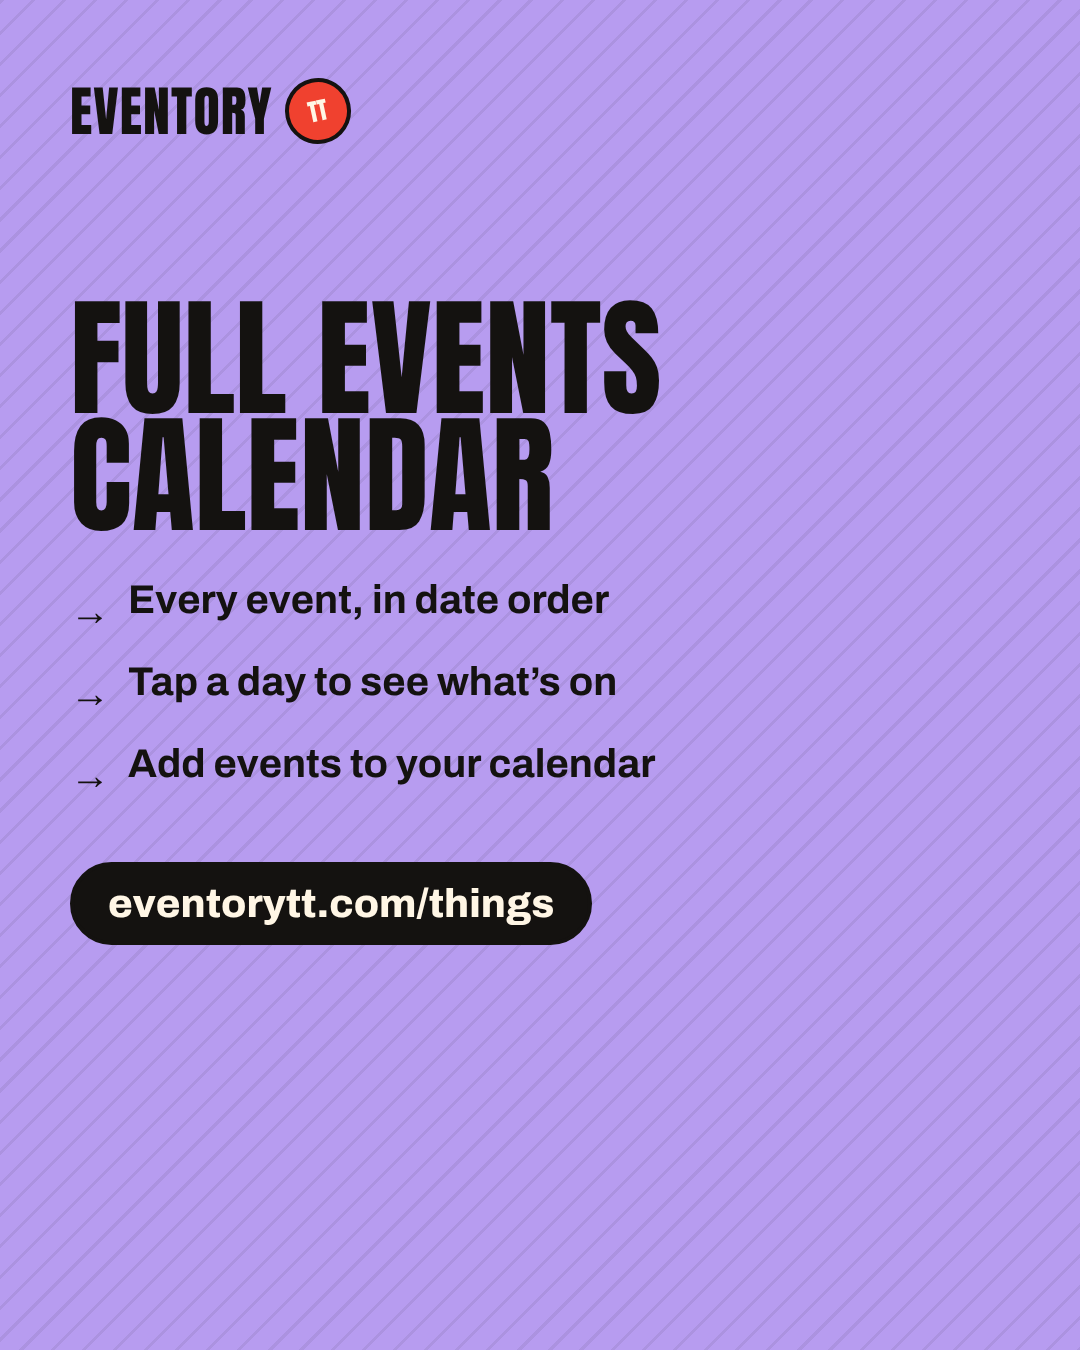 EVENTORY TT
FULL EVENTS
CALENDAR
→ Every event, in date order
→ Tap a day to see what’s on
→ Add events to your calendar
eventorytt.com/things